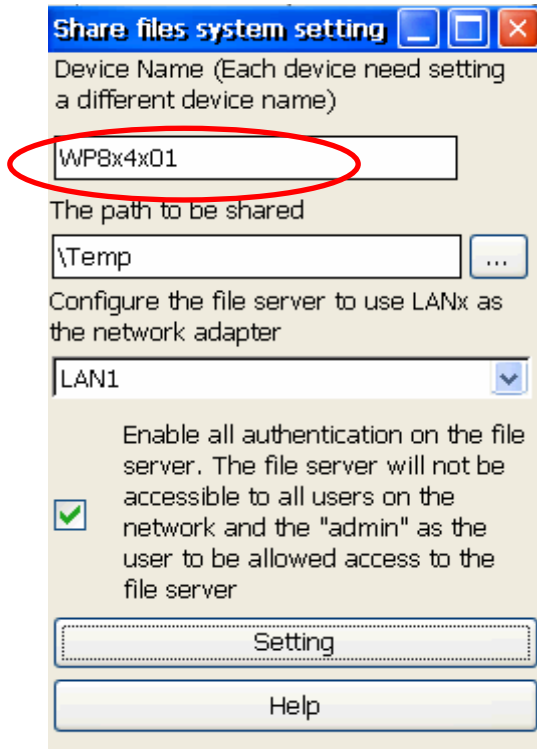 Share files system setting
Device Name (Each device need setting
a different device name)
WP8x4x01
The path to be shared
\Temp
...
Configure the file server to use LANx as
the network adapter
LAN1
Enable all authentication on the file
server. The file server will not be
accessible to all users on the
network and the "admin" as the
user to be allowed access to the
file server
Setting
Help